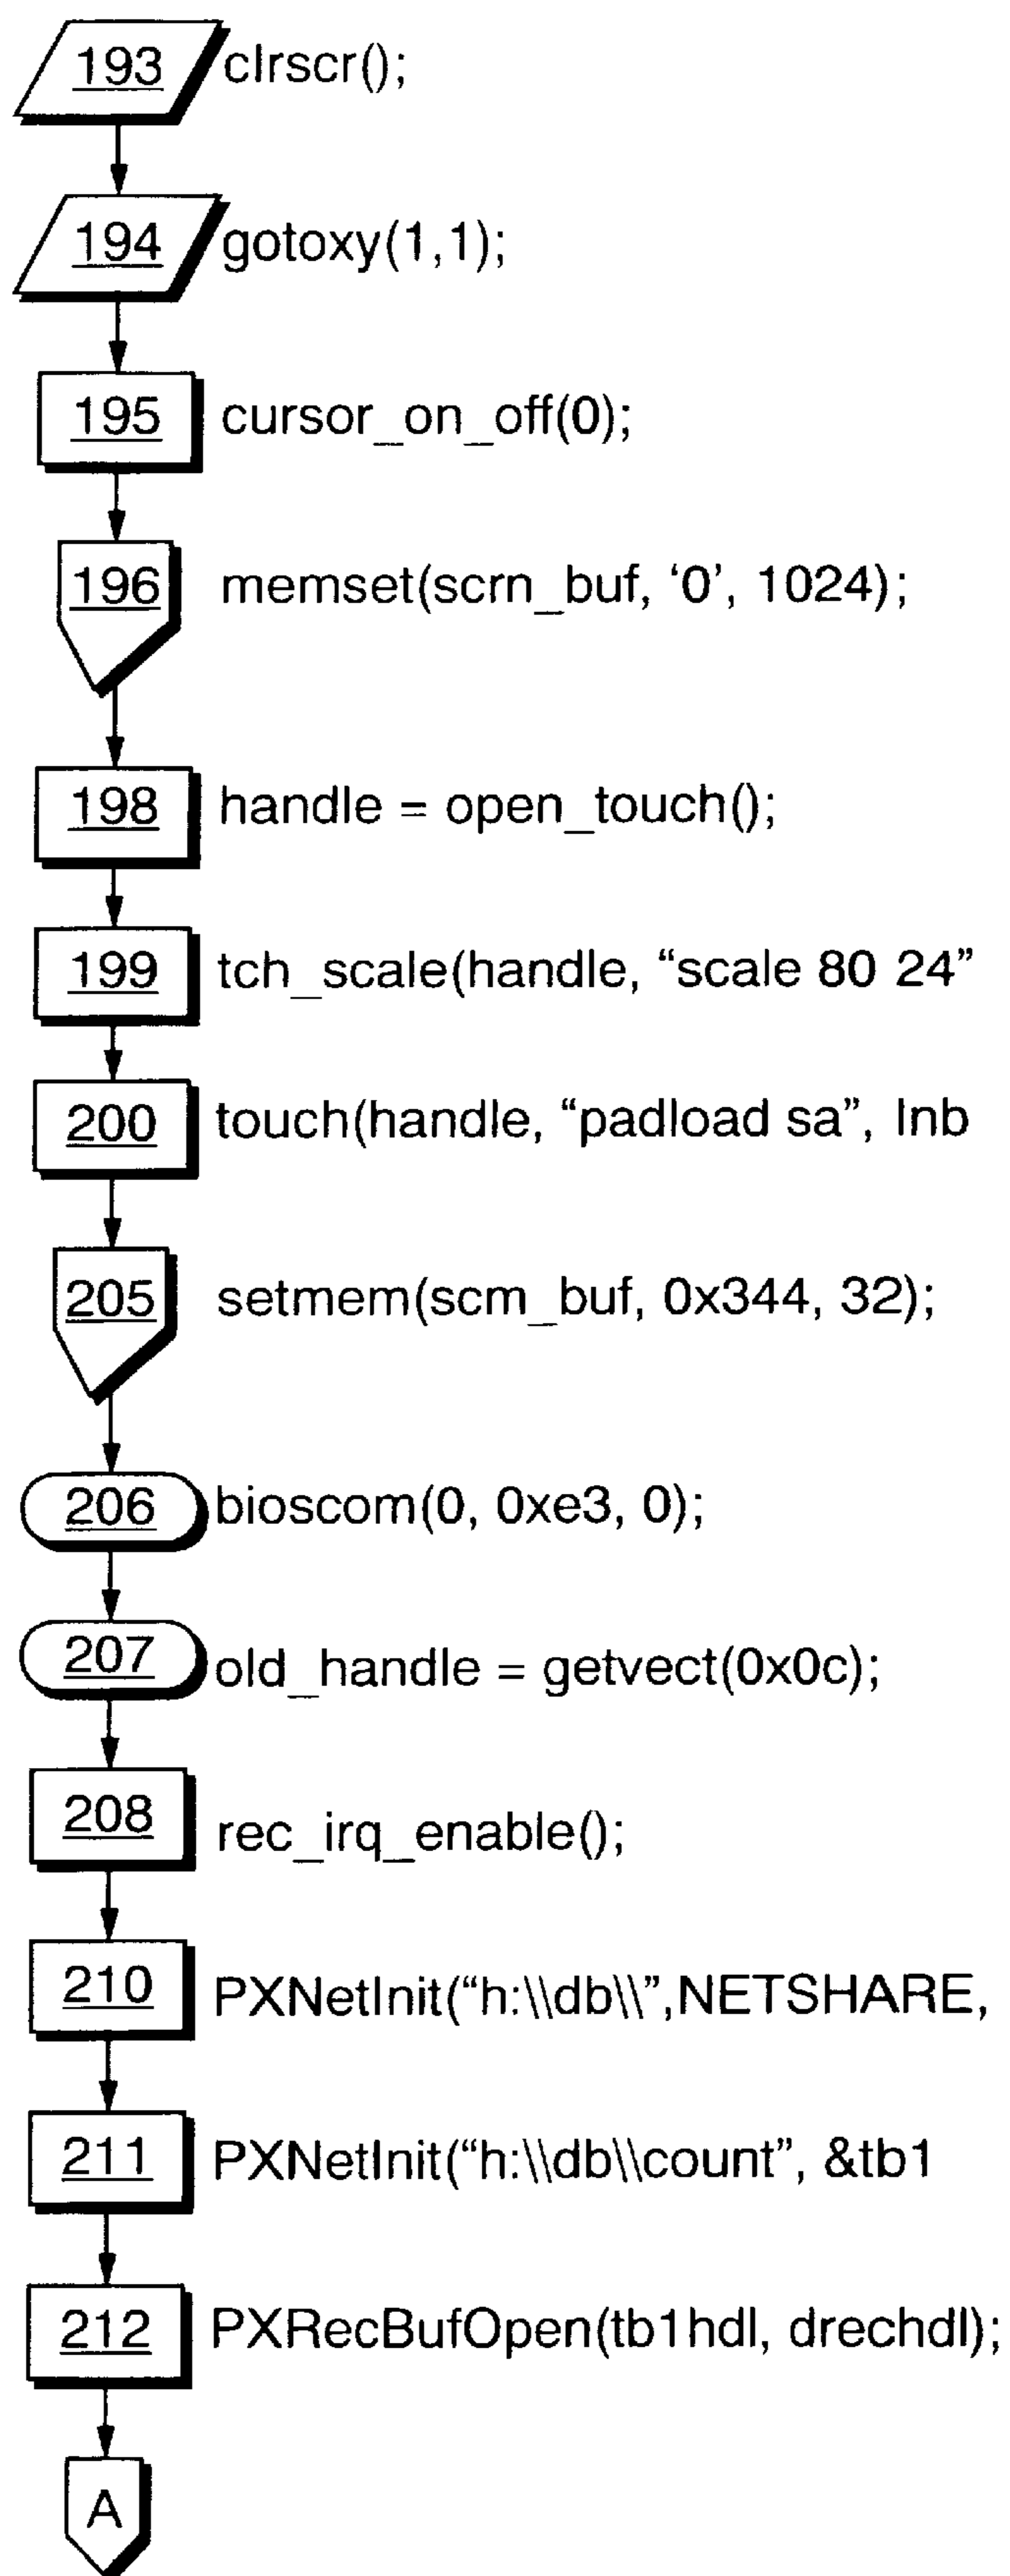 193 clrscr();
194 gotoxy(1,1);
195 cursor_on_off(0);
196 memset(scrn_buf, ‘0’, 1024);
198 handle = open_touch();
199 tch_scale(handle, “scale 80 24”
200 touch(handle, “padload sa”, Inb
205 setmem(scm_buf, 0x344, 32);
206 bioscom(0, 0xe3, 0);
207 old_handle = getvect(0x0c);
208 rec_irq_enable();
210 PXNetInit(“h:\\db\\”,NETSHARE,
211 PXNetInit(“h:\\db\\count”, &tb1
212 PXRecBufOpen(tb1hdl, drechdl);
A